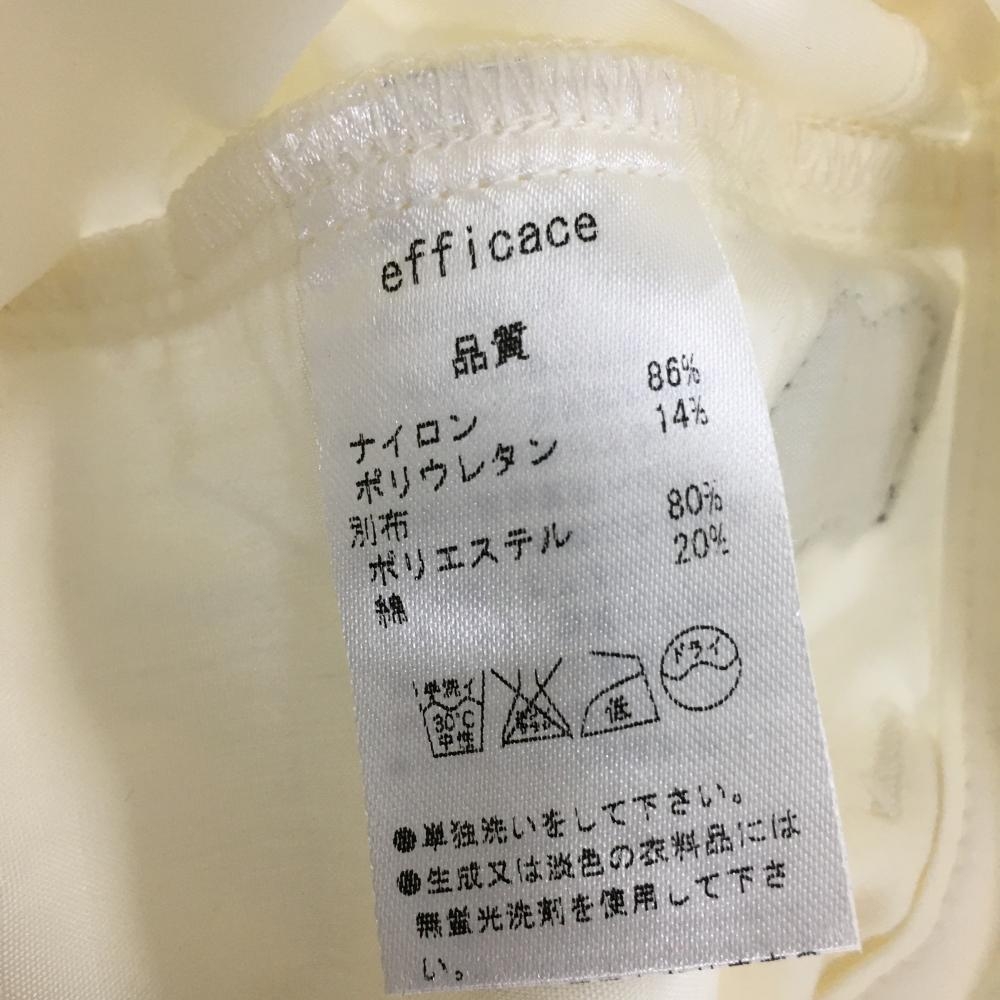 efficace
品質
ナイロン 86%
ポリウレタン 14%
別布
ポリエステル 80%
綿 20%
手洗イ
30℃
中性
低
ドライ
●単独洗いをして下さい。
●生成又は淡色の衣料品には
無蛍光洗剤を使用して下さ
い。